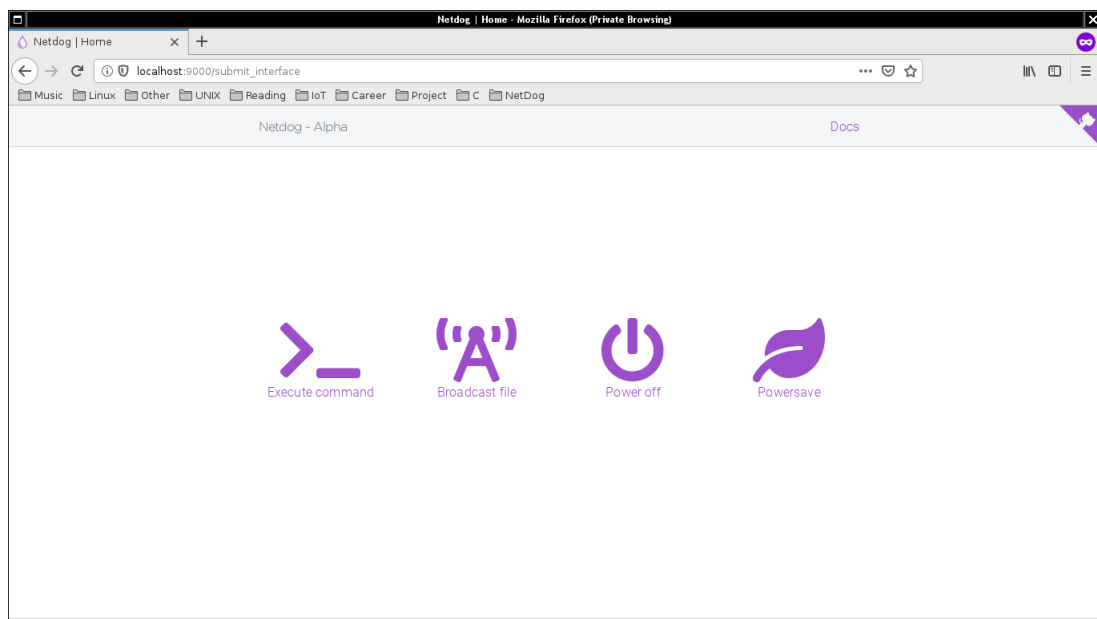 Netdog | Home - Mozilla Firefox (Private Browsing)
Netdog | Home
localhost:9000/submit_interface
Music Linux Other UNIX Reading IoT Career Project C NetDog
Netdog - Alpha Docs
Execute command Broadcast file Power off Powersave